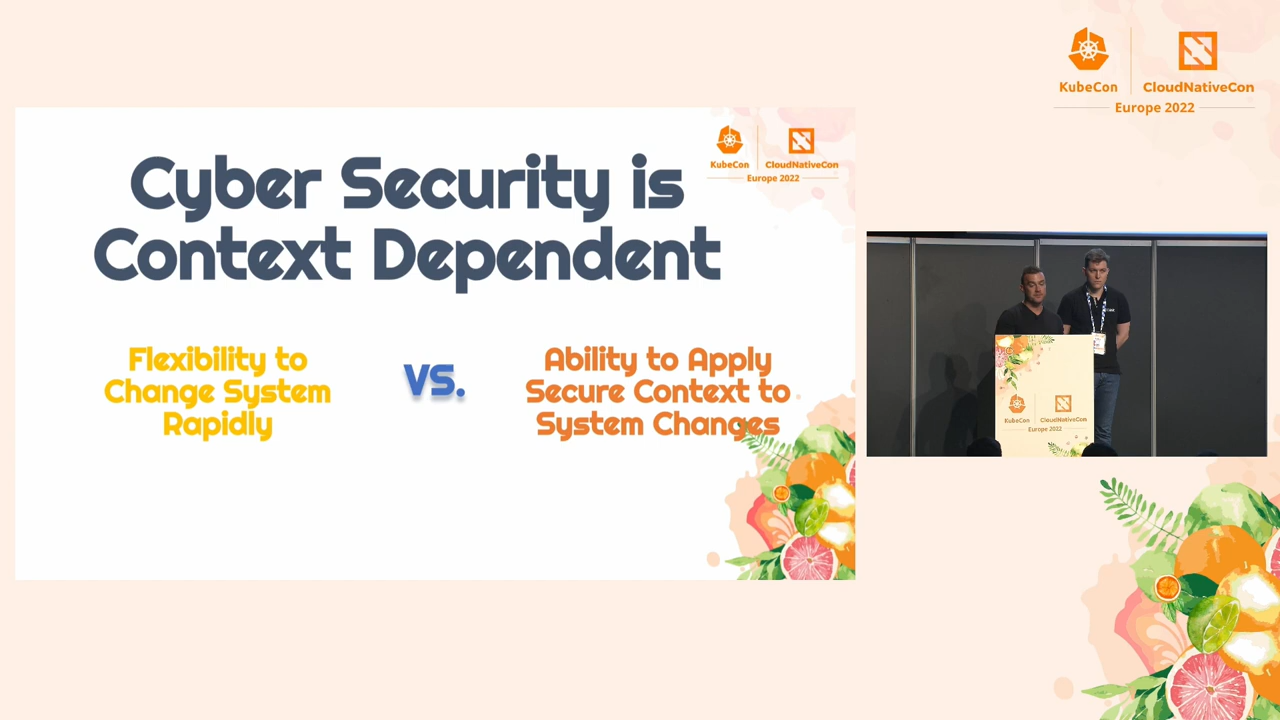 KubeCon
CloudNativeCon
Europe 2022
KubeCon
CloudNativeCon
Europe 2022
Cyber Security is
Context Dependent
Flexibility to
Change System
Rapidly
vs.
Ability to Apply
Secure Context to
System Changes
KubeCon
CloudNativeCon
Europe 2022